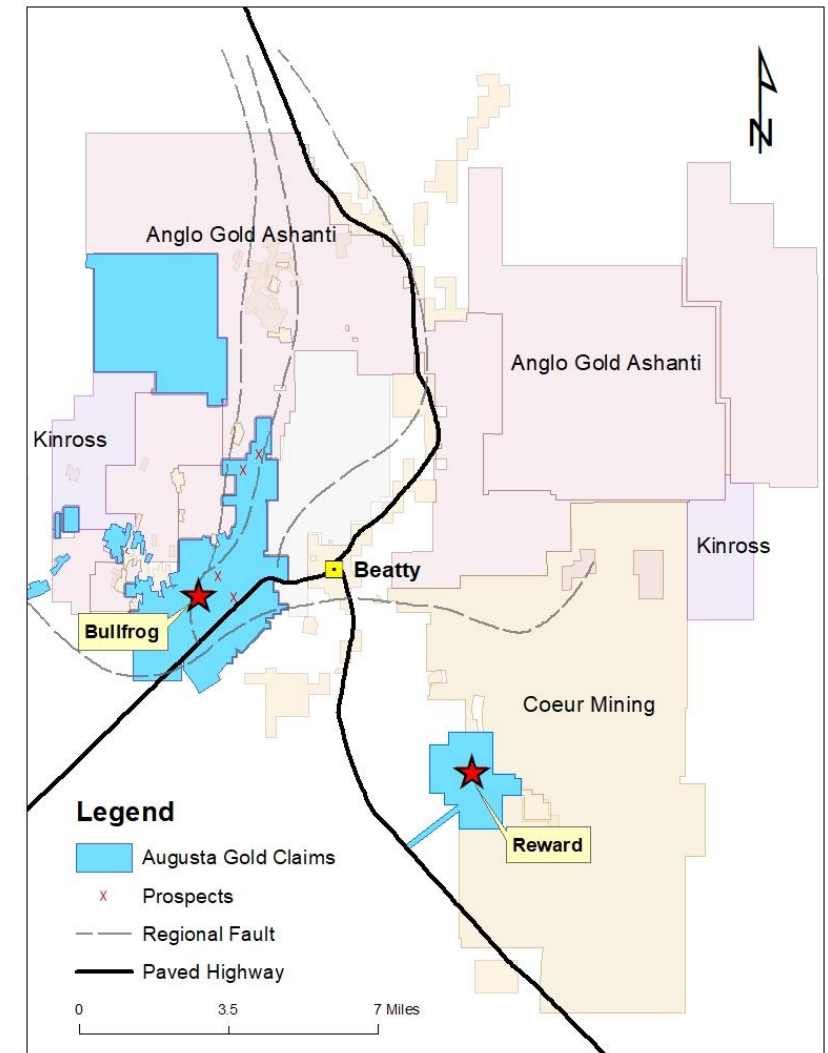 N
Anglo Gold Ashanti
Anglo Gold Ashanti
Kinross
Kinross
Beatty
Bullfrog
Coeur Mining
Reward
Legend
Augusta Gold Claims
x Prospects
Regional Fault
Paved Highway
0 3.5 7 Miles